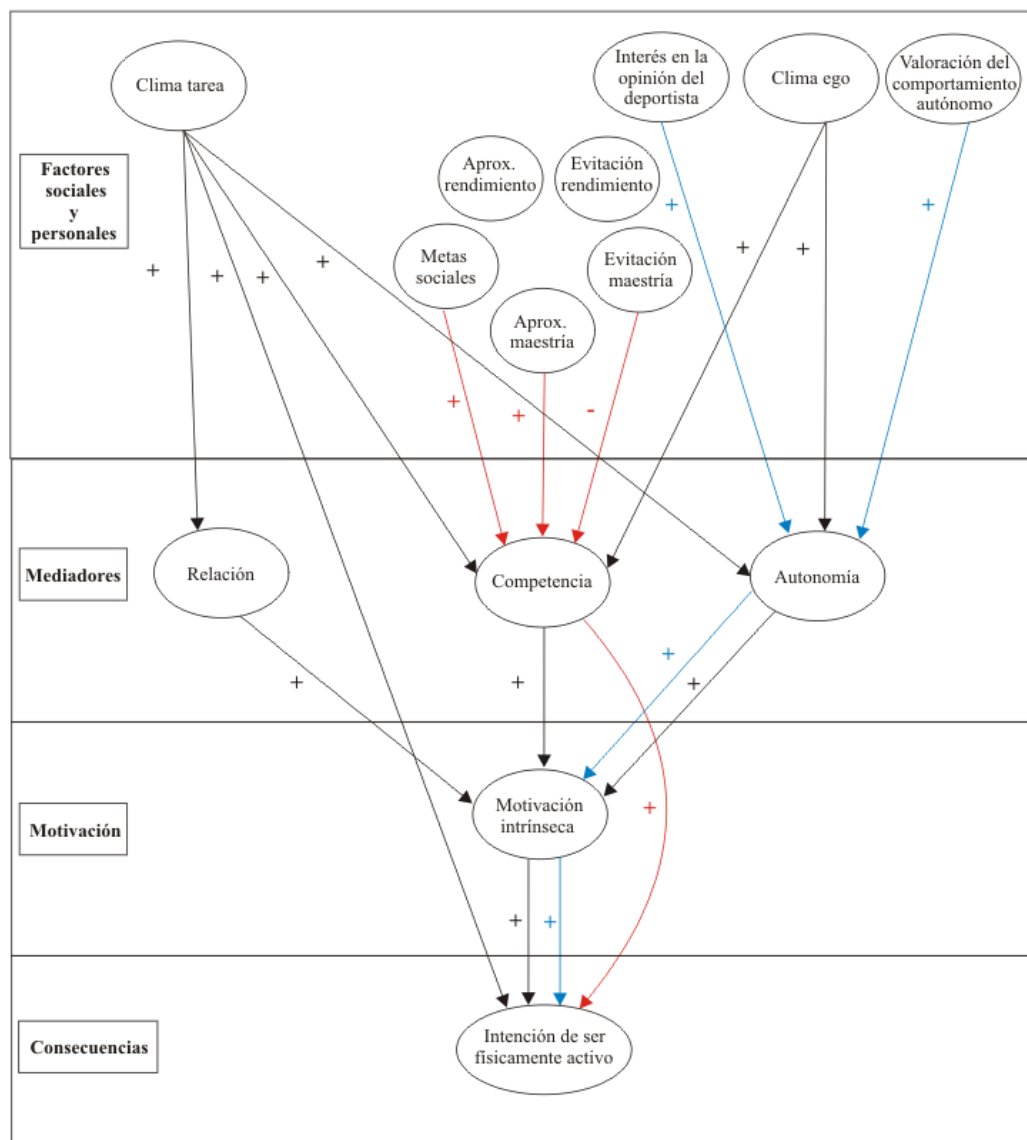 Clima tarea
Interés en la
opinión del
deportista
Clima ego
Valoración del
comportamiento
autónomo
Factores
sociales
y
personales
Aprox.
rendimiento
Evitación
rendimiento
Metas
sociales
Evitación
maestría
Aprox.
maestría
+
+
+
+
+
+
+
+
+
+
-
Mediadores
Relación
Competencia
Autonomía
+
+
+
+
Motivación
Motivación
intrínseca
+
+
+
Consecuencias
Intención de ser
físicamente activo